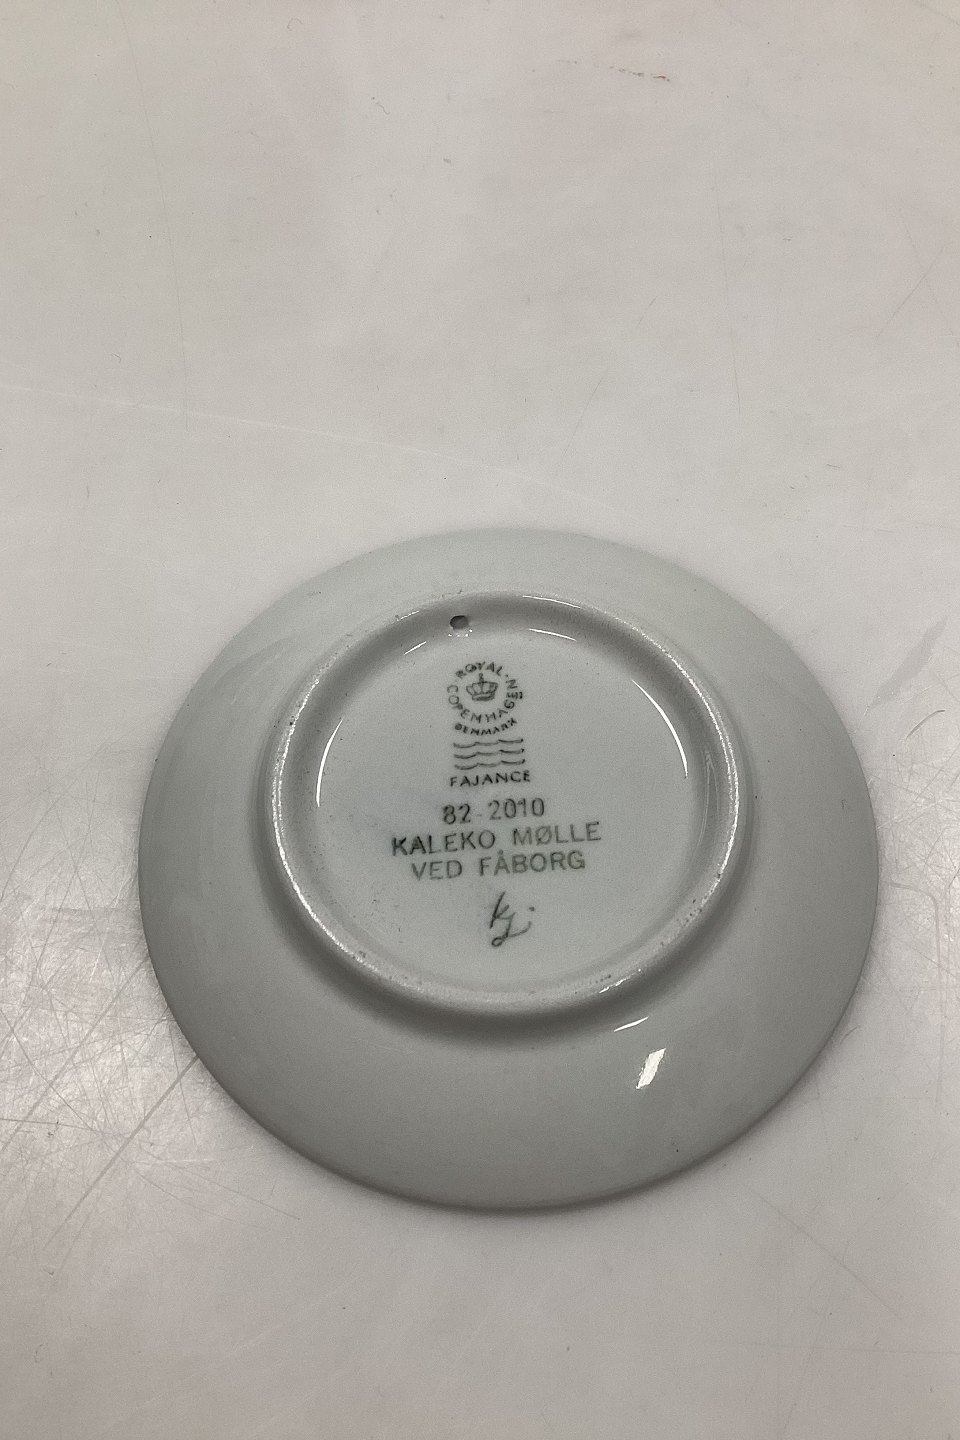 ROYAL
COPENHAGEN
DENMARK
FAJANCE
82-2010
KALEKO MØLLE
VED FÅBORG